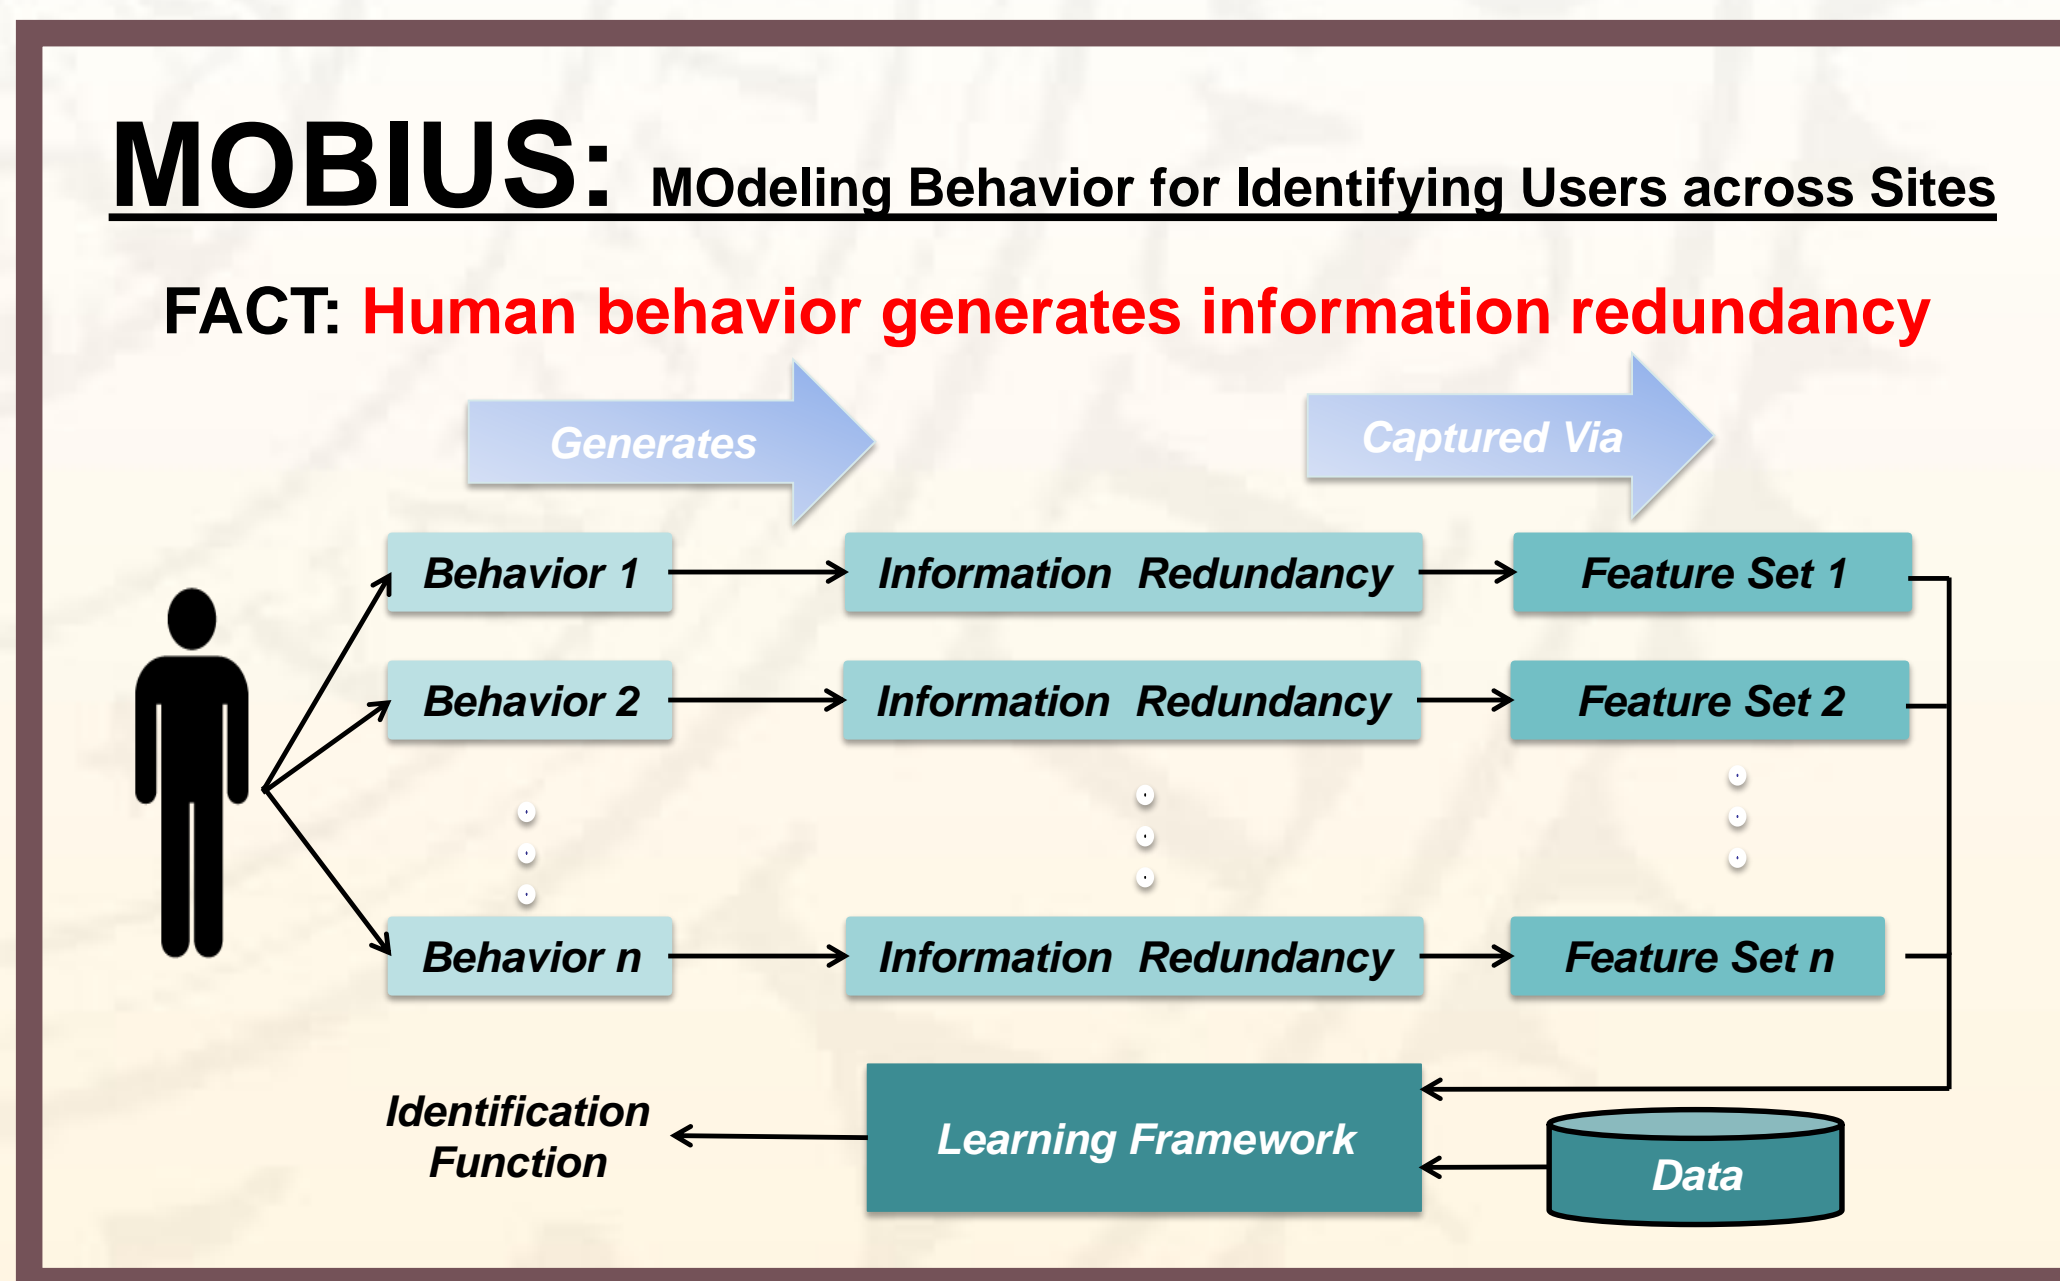 MOBIUS: MOdeling Behavior for Identifying Users across Sites
FACT: Human behavior generates information redundancy
Generates
Captured Via
Behavior 1
Information Redundancy
Feature Set 1
Behavior 2
Information Redundancy
Feature Set 2
Behavior n
Information Redundancy
Feature Set n
Identification
Function
Learning Framework
Data